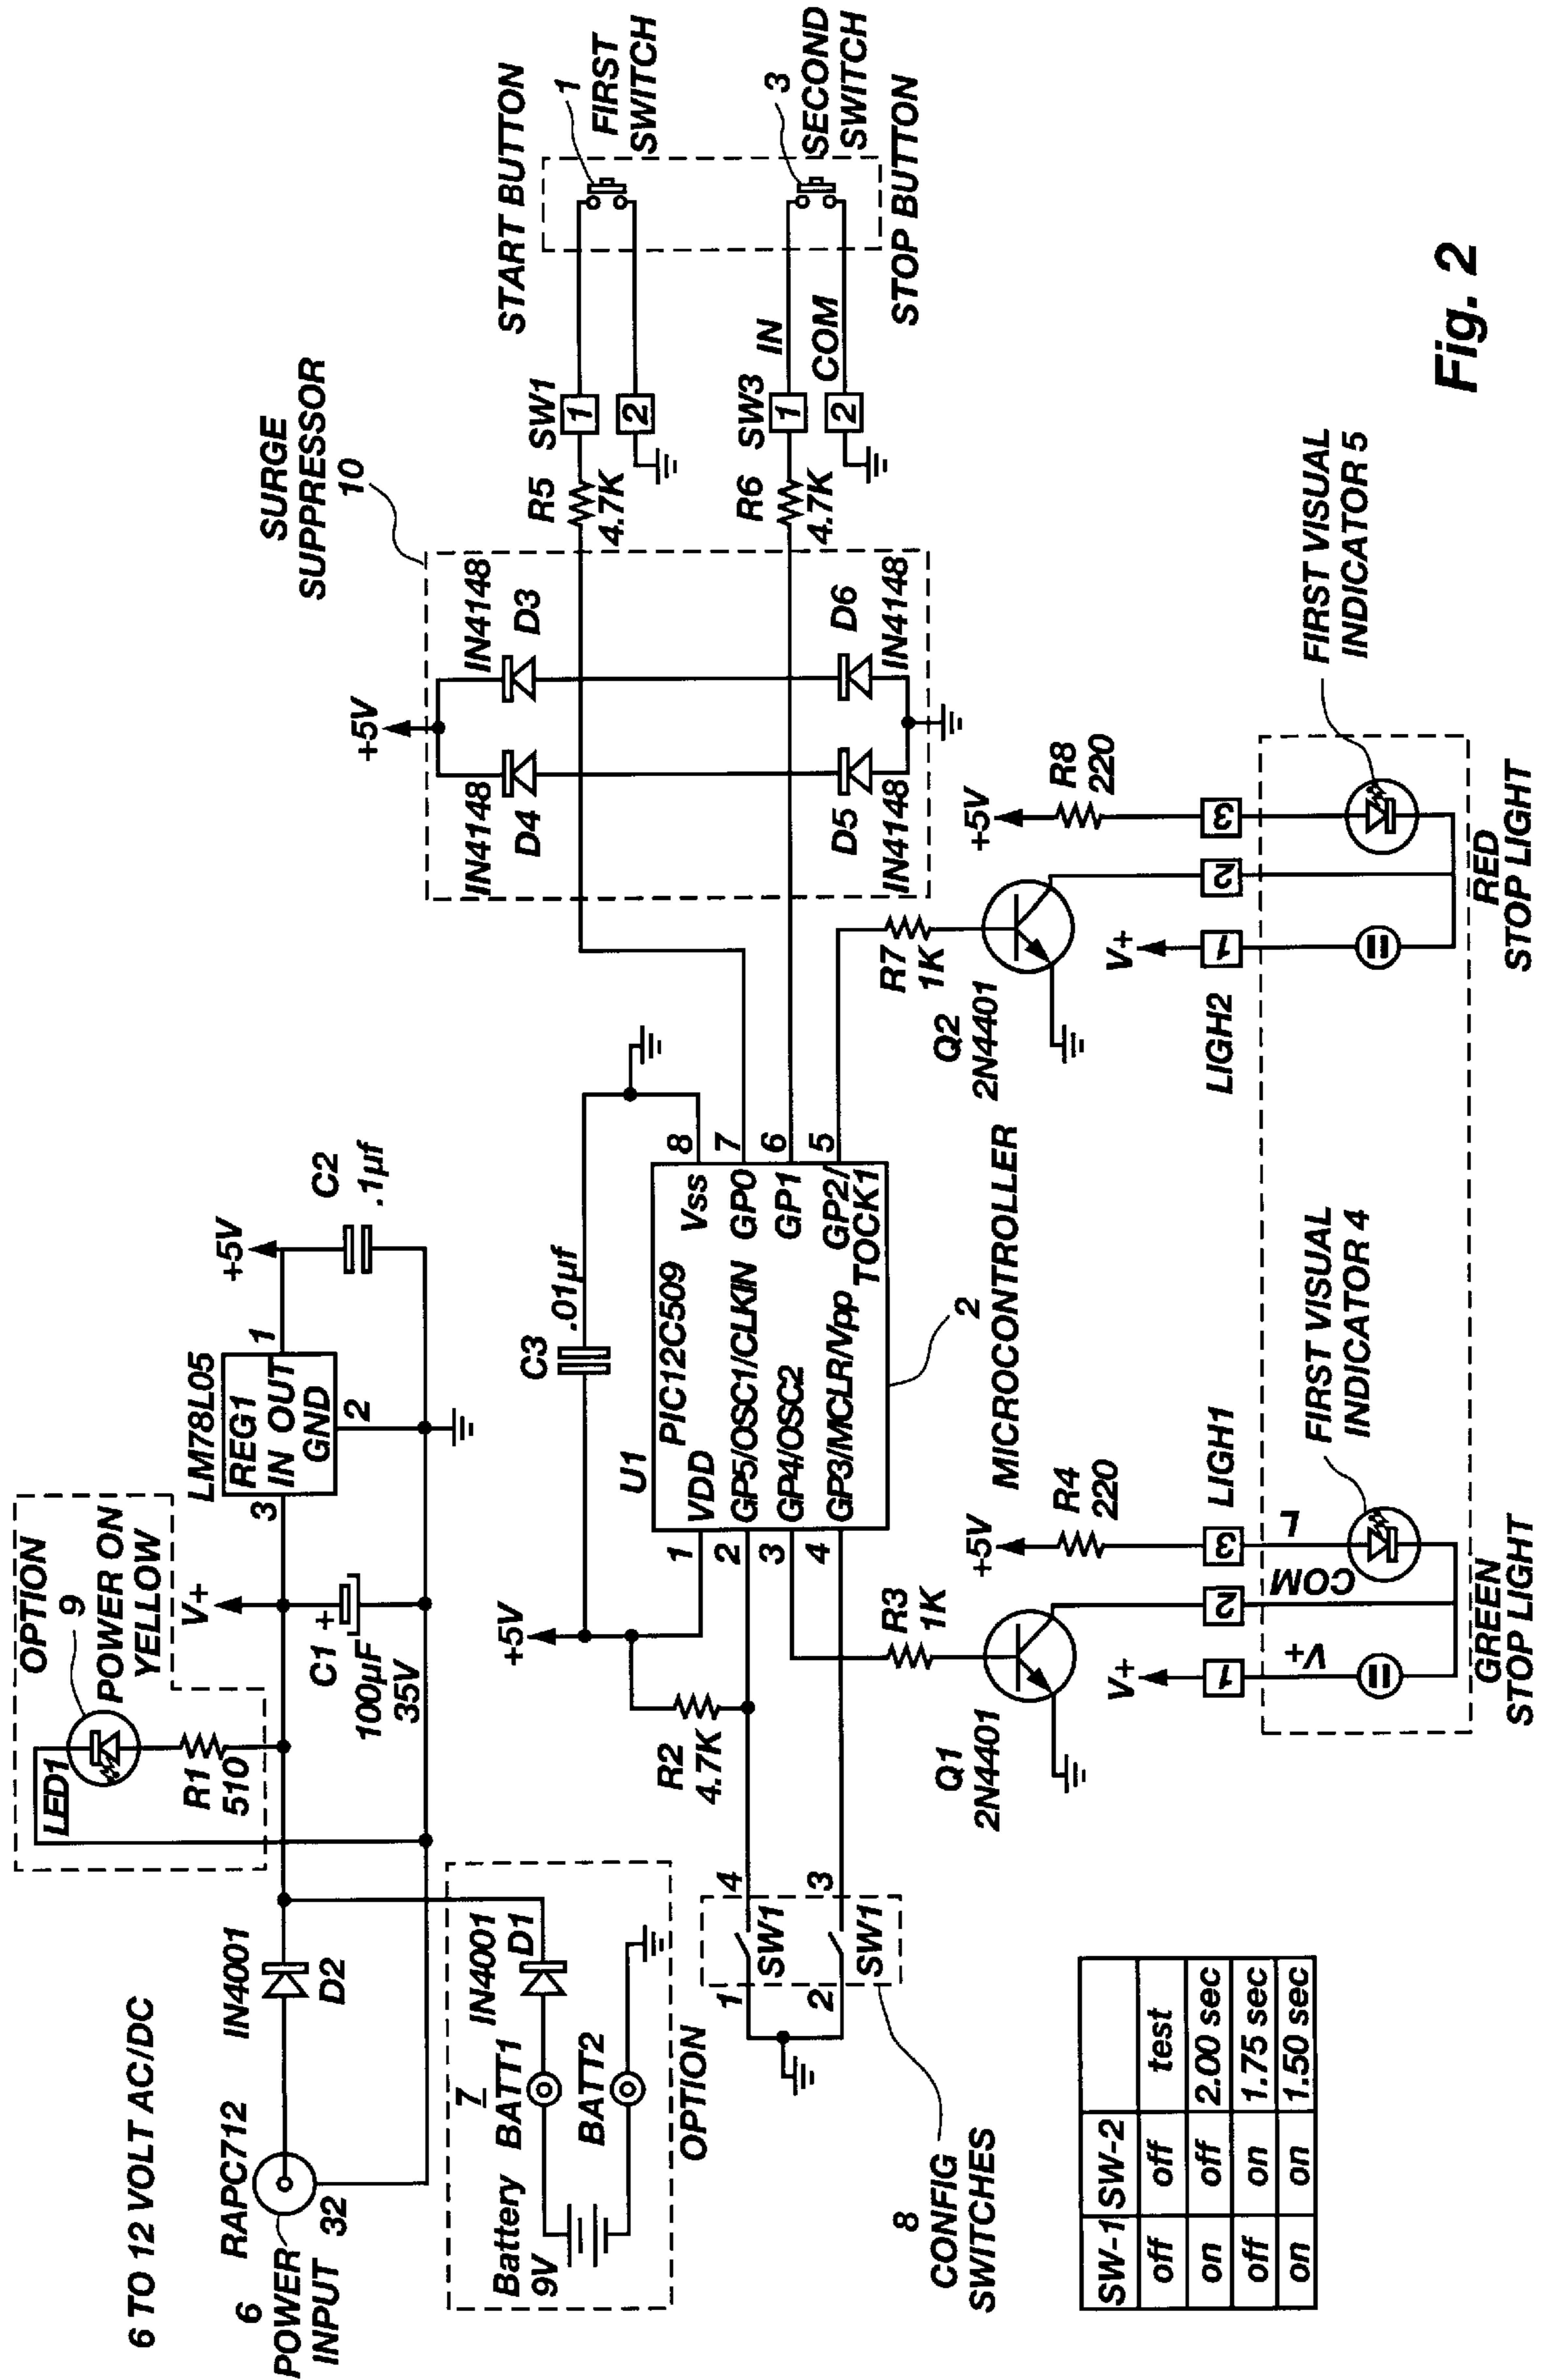 6 TO 12 VOLT AC/DC
6
POWER
INPUT
RAPC712
32
IN4001
D2
OPTION
9
POWER ON
YELLOW
LED1
R1
510
V+
C1
+
100µF
35V
LM78L05
REG1
IN OUT
GND
3
1
2
+5V
C2
.1µf
7
Battery
9V
BATT1
BATT2
IN4001
D1
OPTION
+5V
C3
.01µf
R2
4.7K
U1
PIC12C509
VDD
GP5/OSC1/CLKIN
GP4/OSC2
GP3/MCLR/Vpp
Vss
GP0
GP1
GP2/
TOCK1
1
2
3
4
8
7
6
5
2
MICROCONTROLLER
8
CONFIG
SWITCHES
1
4
SW1
2
3
SW1
SURGE
SUPPRESSOR
10
+5V
IN4148
D4
IN4148
D3
D5
IN4148
D6
IN4148
R5
4.7K
SW1
1
2
START BUTTON
1
FIRST
SWITCH
R6
4.7K
SW3
1
2
IN
COM
3
SECOND
SWITCH
STOP BUTTON
R3
1K
Q1
2N4401
+5V
R4
220
V+
1
2
3
LIGH1
V+
COM
L
FIRST VISUAL
INDICATOR 4
GREEN
STOP LIGHT
R7
1K
Q2
2N4401
+5V
R8
220
V+
LIGH2
1
2
3
FIRST VISUAL
INDICATOR 5
RED
STOP LIGHT
SW-1 SW-2
off off test
on off 2.00 sec
off on 1.75 sec
on on 1.50 sec
Fig. 2